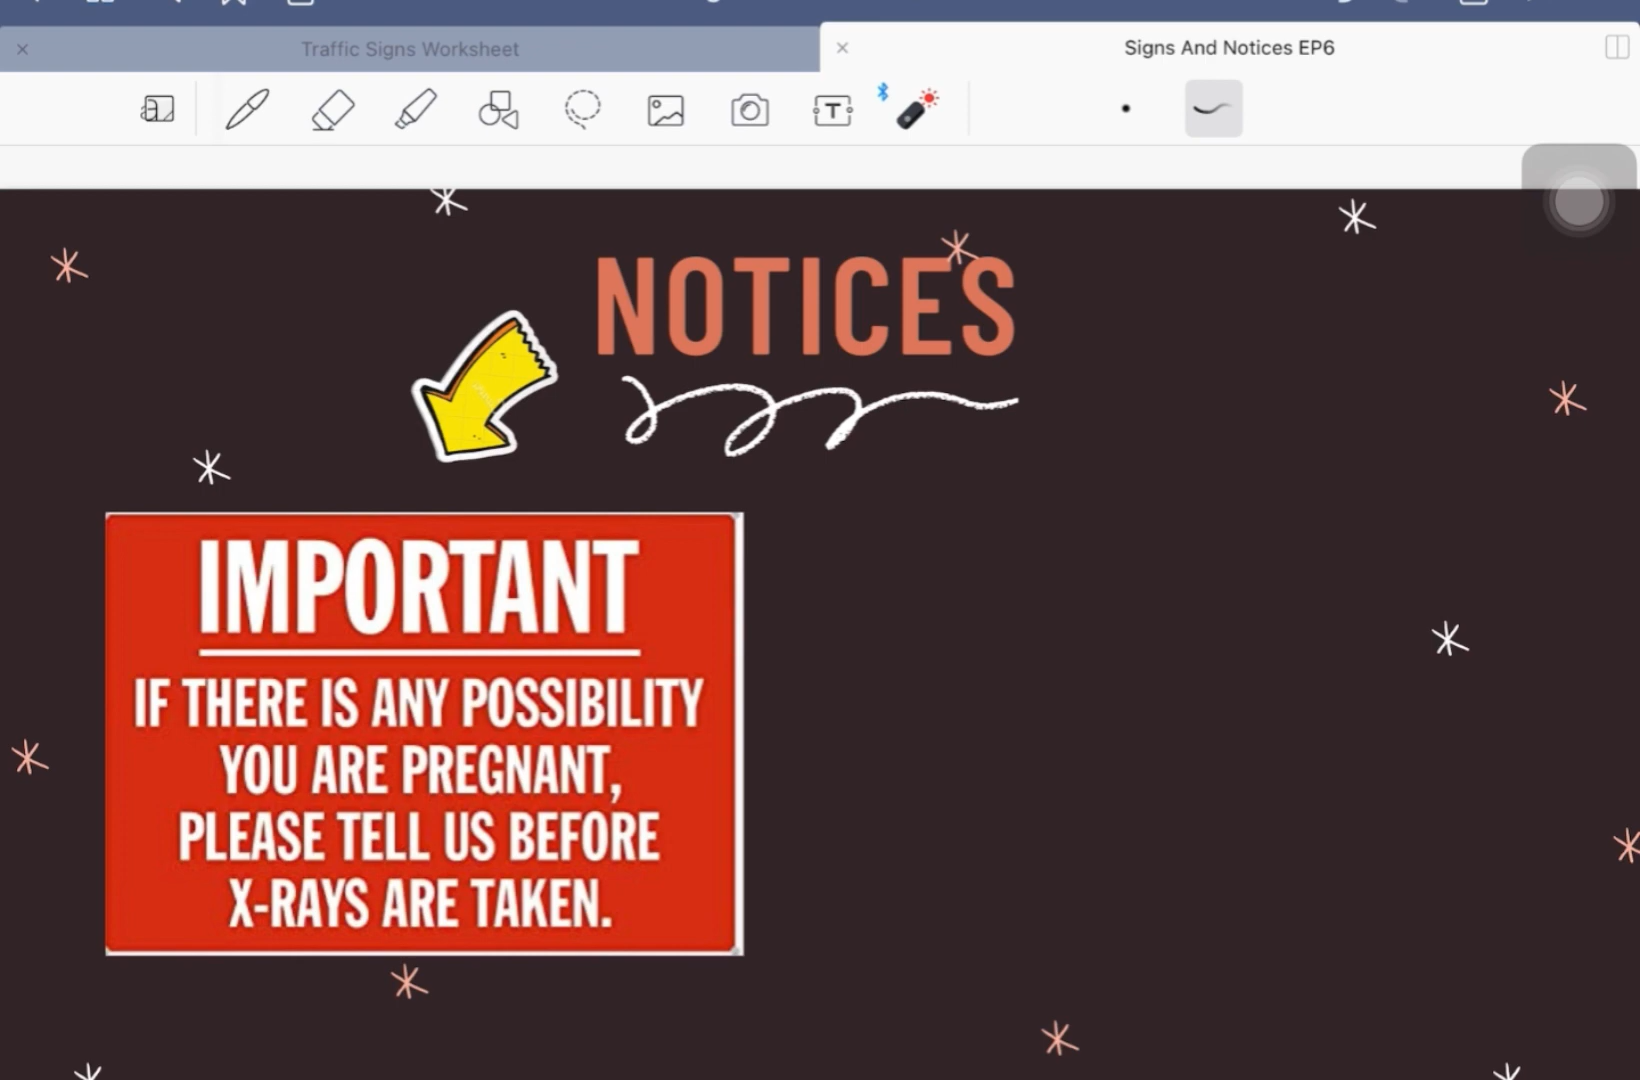 Traffic Signs Worksheet
Signs And Notices EP6
NOTICES
IMPORTANT
IF THERE IS ANY POSSIBILITY
YOU ARE PREGNANT,
PLEASE TELL US BEFORE
X-RAYS ARE TAKEN.